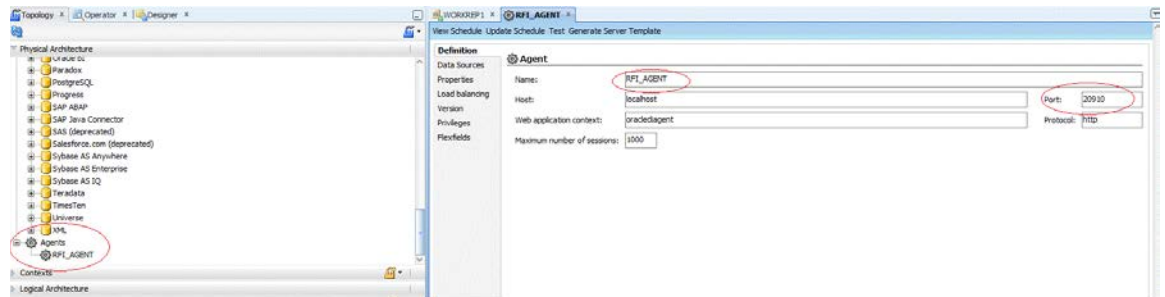 Topology
Operator
Designer
WORKREP1
RFI_AGENT
View Schedule Update Schedule Test Generate Server Template
Physical Architecture
Oracle BI
Paradox
PostgreSQL
Progress
SAP ABAP
SAP Java Connector
SAS (deprecated)
Salesforce.com (deprecated)
Sybase AS Anywhere
Sybase AS Enterprise
Sybase AS IQ
Teradata
TimesTen
Universe
XML
Agents
RFI_AGENT
Contexts
Logical Architecture
Definition
Data Sources
Properties
Load balancing
Version
Privileges
Flexfields
Agent
Name: RFI_AGENT
Host: localhost Port: 20910
Web application context: oraclediagent Protocol: http
Maximum number of sessions: 1000